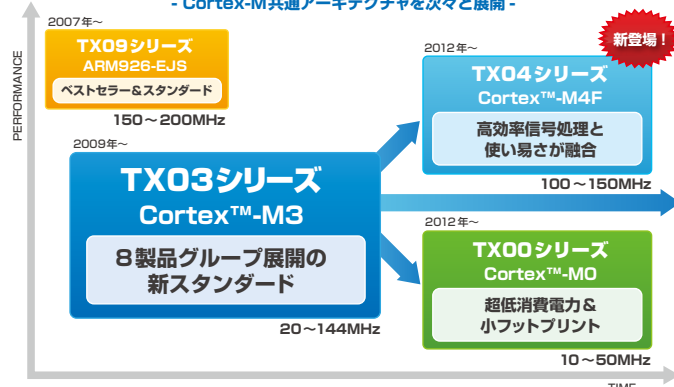 - Cortex-M共通アーキテクチャを次々と展開 -
2007年～
TX09シリーズ
ARM926-EJS
ベストセラー&スタンダード
150～200MHz
PERFORMANCE
2012年～
新登場！
TX04シリーズ
Cortex™-M4F
高効率信号処理と
使い易さが融合
100～150MHz
2009年～
TX03シリーズ
Cortex™-M3
8製品グループ展開の
新スタンダード
20～144MHz
2012年～
TX00シリーズ
Cortex™-M0
超低消費電力&
小フットプリント
10～50MHz
TIME